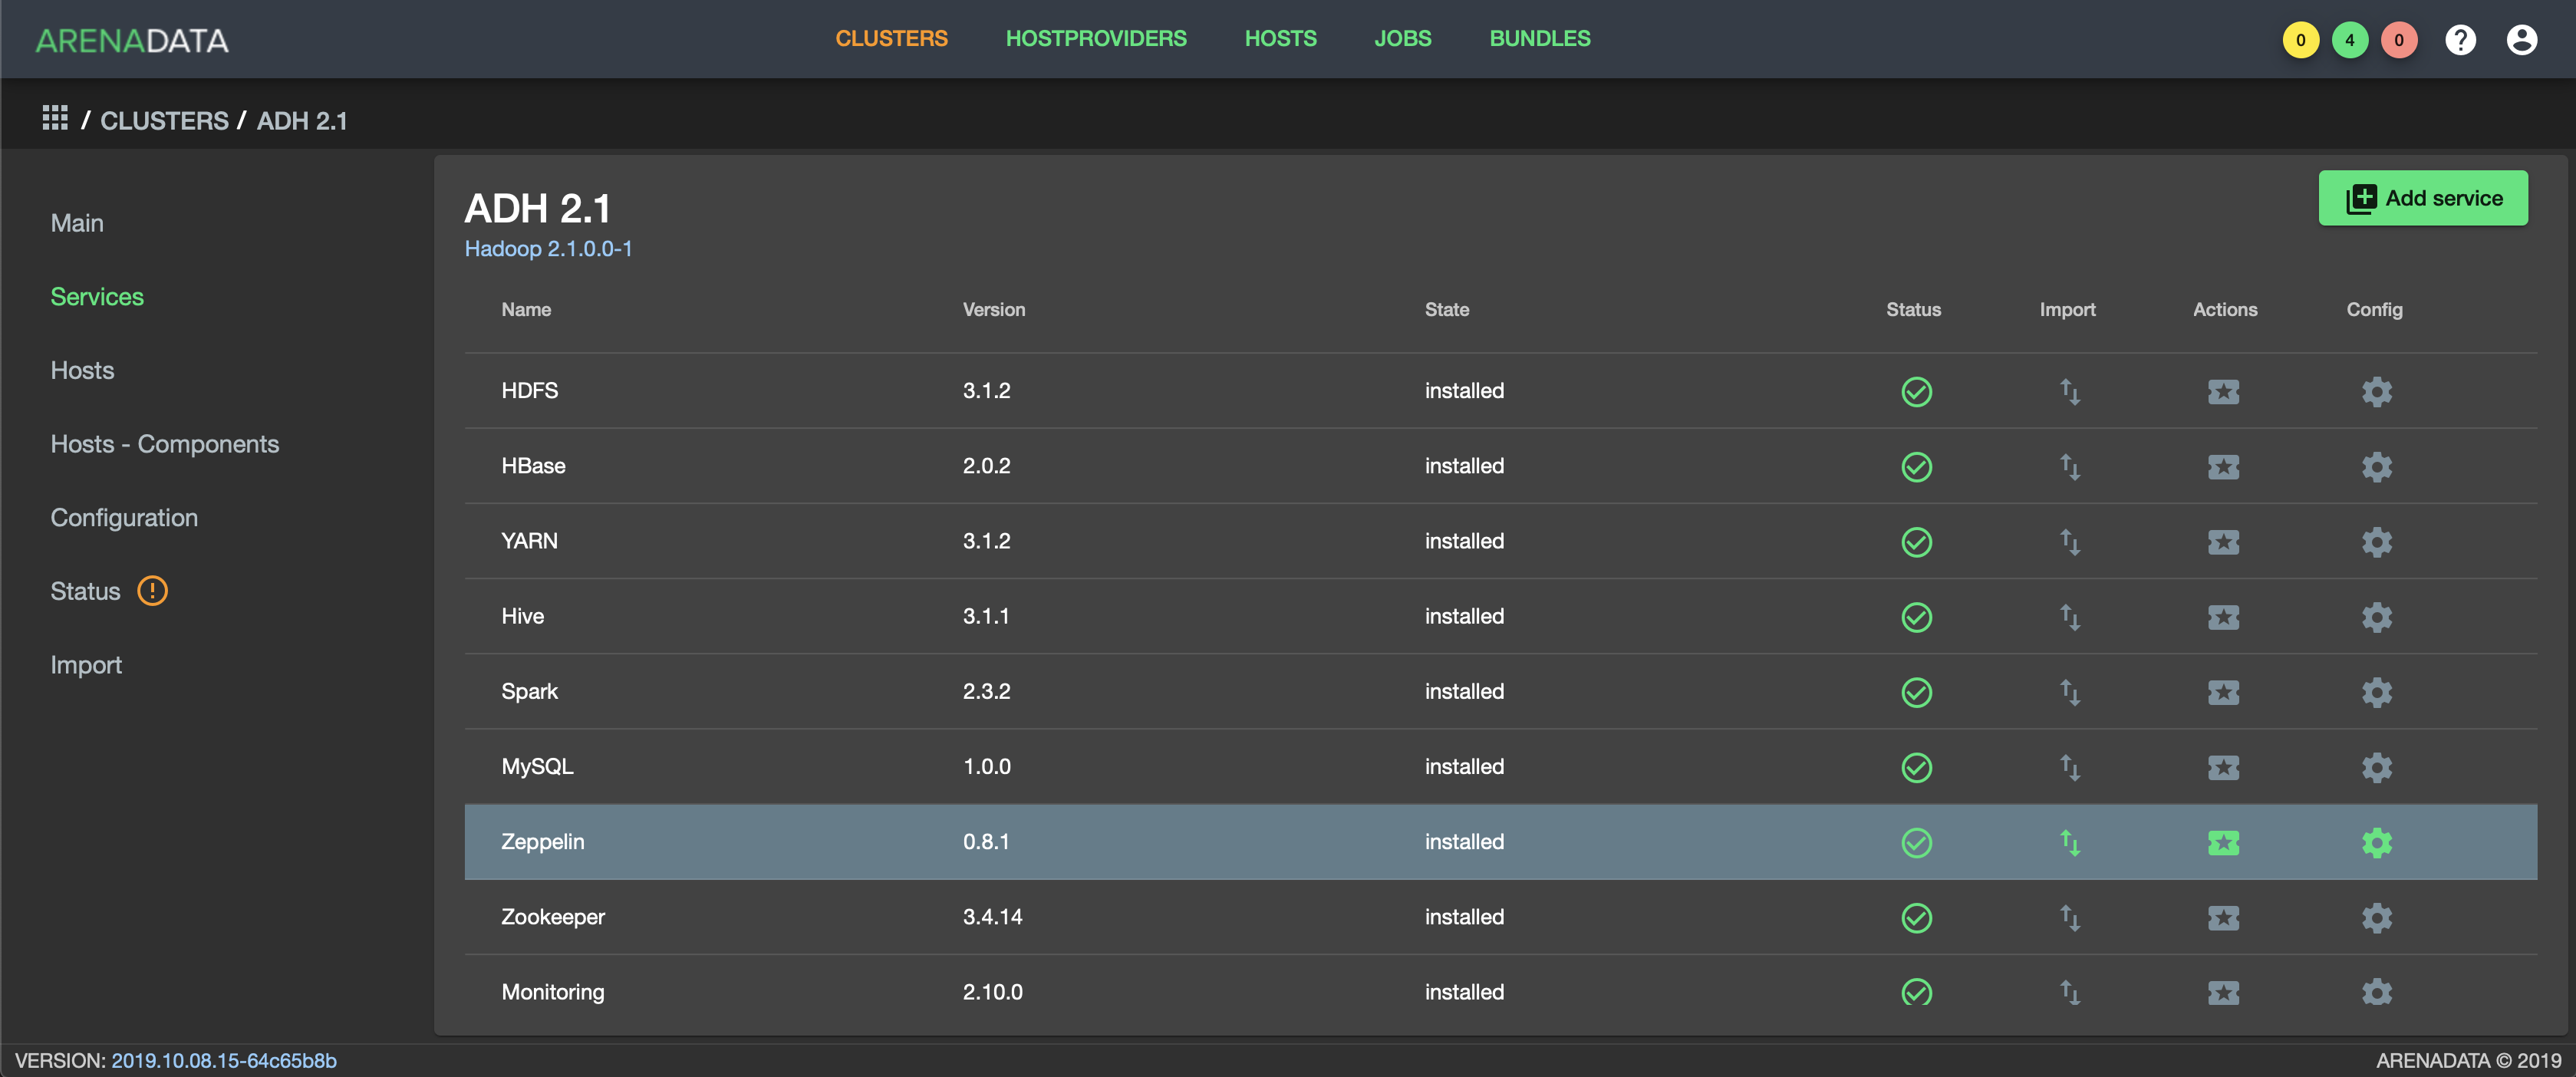 ARENADATA CLUSTERS HOSTPROVIDERS HOSTS JOBS BUNDLES 0 4 0 ?
/ CLUSTERS / ADH 2.1
Main
Services
Hosts
Hosts - Components
Configuration
Status !
Import
ADH 2.1
Add service
Hadoop 2.1.0.0-1
Name Version State Status Import Actions Config
HDFS 3.1.2 installed
HBase 2.0.2 installed
YARN 3.1.2 installed
Hive 3.1.1 installed
Spark 2.3.2 installed
MySQL 1.0.0 installed
Zeppelin 0.8.1 installed
Zookeeper 3.4.14 installed
Monitoring 2.10.0 installed
VERSION: 2019.10.08.15-64c65b8b ARENADATA © 2019